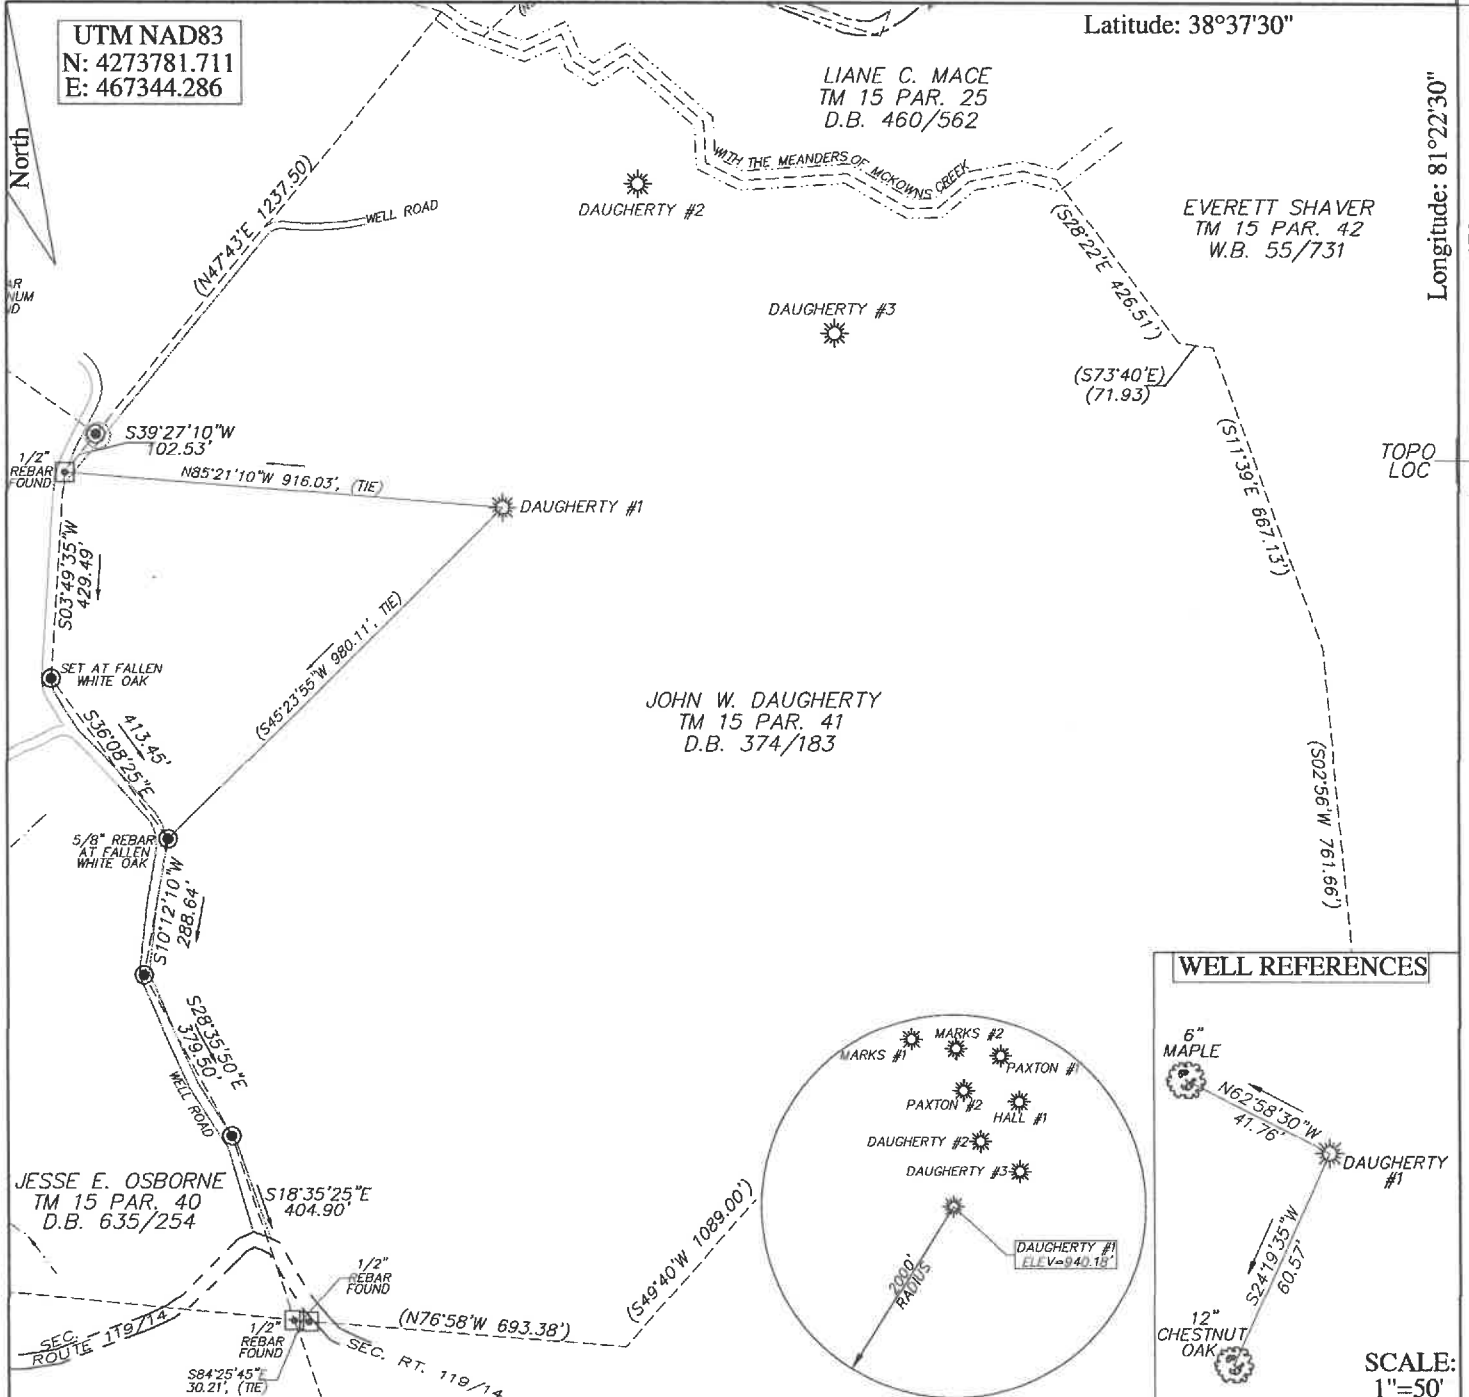 UTM NAD83
N: 4273781.711
E: 467344.286
Latitude: 38°37'30"
LIANE C. MACE
TM 15 PAR. 25
D.B. 460/562
Longitude: 81°22'30"
North
(N47°43'E 1237.50)
WELL ROAD
WITH THE MEANDERS OF MCKOWNS CREEK
DAUGHERTY #2
EVERETT SHAVER
TM 15 PAR. 42
W.B. 55/731
(S28°22'E 426.51')
DAUGHERTY #3
(S73°40'E)
(71.93)
S39°27'10"W
102.53'
1/2"
REBAR
FOUND
N85°21'10"W 916.03', (TIE)
DAUGHERTY #1
(S11°39'E 667.13')
TOPO
LOC
S03°49'35"W
429.49'
(S45°23'55"W 980.11', TIE)
SET AT FALLEN
WHITE OAK
JOHN W. DAUGHERTY
TM 15 PAR. 41
D.B. 374/183
413.45'
S36°08'25"E
(S02°56'W 761.66')
5/8" REBAR
AT FALLEN
WHITE OAK
S10°12'10"W
288.64'
S28°35'50"E
379.50'
WELL ROAD
WELL REFERENCES
6"
MAPLE
N62°58'30"W
41.76'
DAUGHERTY
#1
S24°19'35"W
60.57'
12"
CHESTNUT
OAK
MARKS #1
MARKS #2
PAXTON #1
PAXTON #2
HALL #1
DAUGHERTY #2
DAUGHERTY #3
DAUGHERTY #1
ELEV=940.18'
2000'
RADIUS
JESSE E. OSBORNE
TM 15 PAR. 40
D.B. 635/254
S18°35'25"E
404.90'
1/2"
REBAR
FOUND
(S49°40'W 1089.00')
(N76°58'W 693.38')
SEC.
ROUTE 119/14
1/2"
REBAR
FOUND
SEC. RT. 119/14
S84°25'45"E
30.21', (TIE)
SCALE:
1"=50'